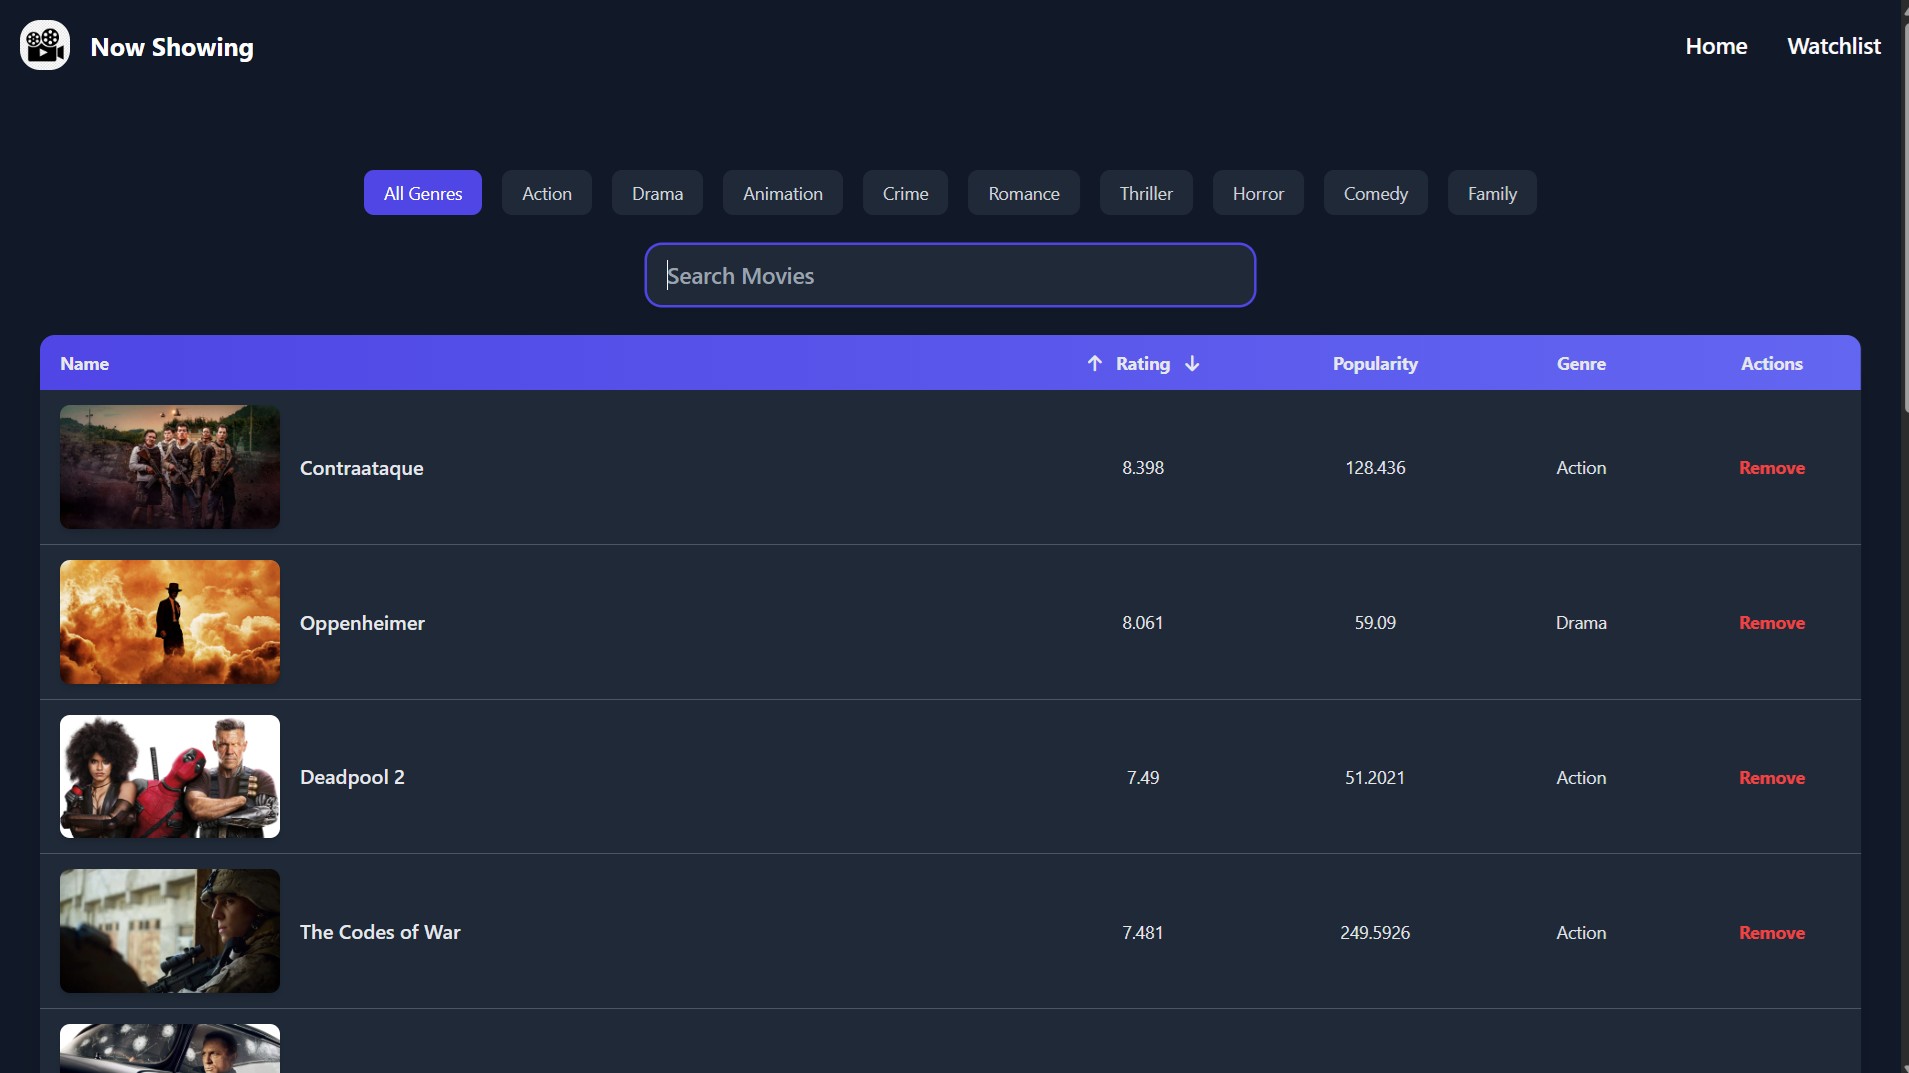 Now Showing
Home Watchlist
All Genres Action Drama Animation Crime Romance Thriller Horror Comedy Family
Search Movies
Name ↑ Rating ↓ Popularity Genre Actions
Contraataque 8.398 128.436 Action Remove
Oppenheimer 8.061 59.09 Drama Remove
Deadpool 2 7.49 51.2021 Action Remove
The Codes of War 7.481 249.5926 Action Remove